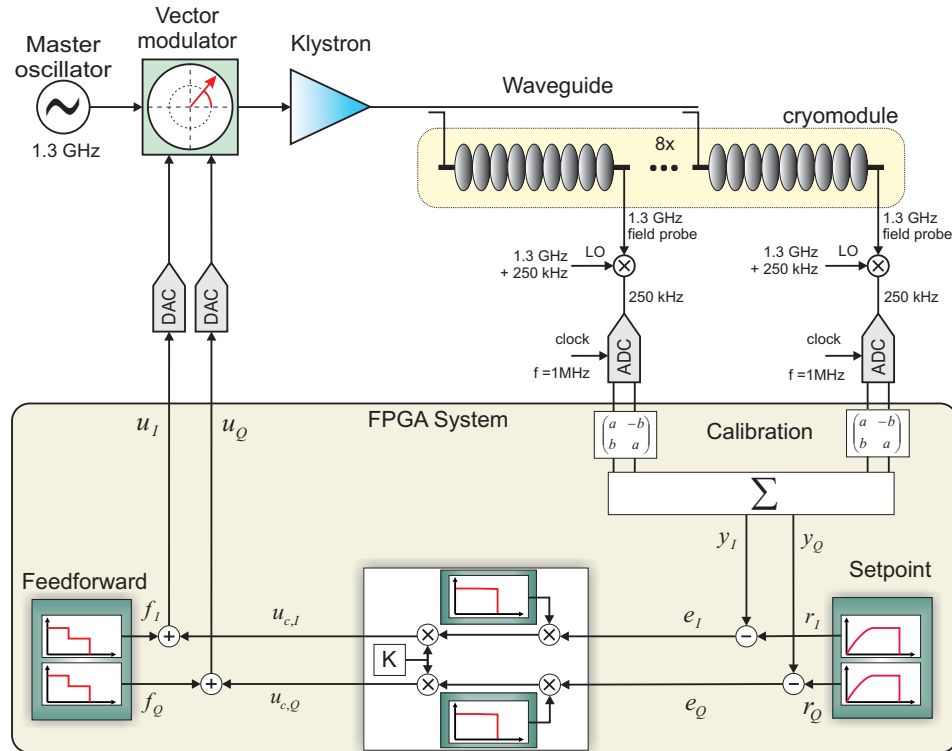 Master
oscillator
1.3 GHz
Vector
modulator
Klystron
Waveguide
cryomodule
8x
1.3 GHz
field probe
1.3 GHz
field probe
1.3 GHz
+ 250 kHz
LO
1.3 GHz
+ 250 kHz
LO
250 kHz
250 kHz
DAC
DAC
clock
f =1MHz
ADC
clock
f =1MHz
ADC
FPGA System
u_I
u_Q
a -b
b a
Calibration
a -b
b a
Σ
y_I
y_Q
Feedforward
Setpoint
f_I
u_{c,I}
e_I
r_I
K
f_Q
u_{c,Q}
e_Q
r_Q